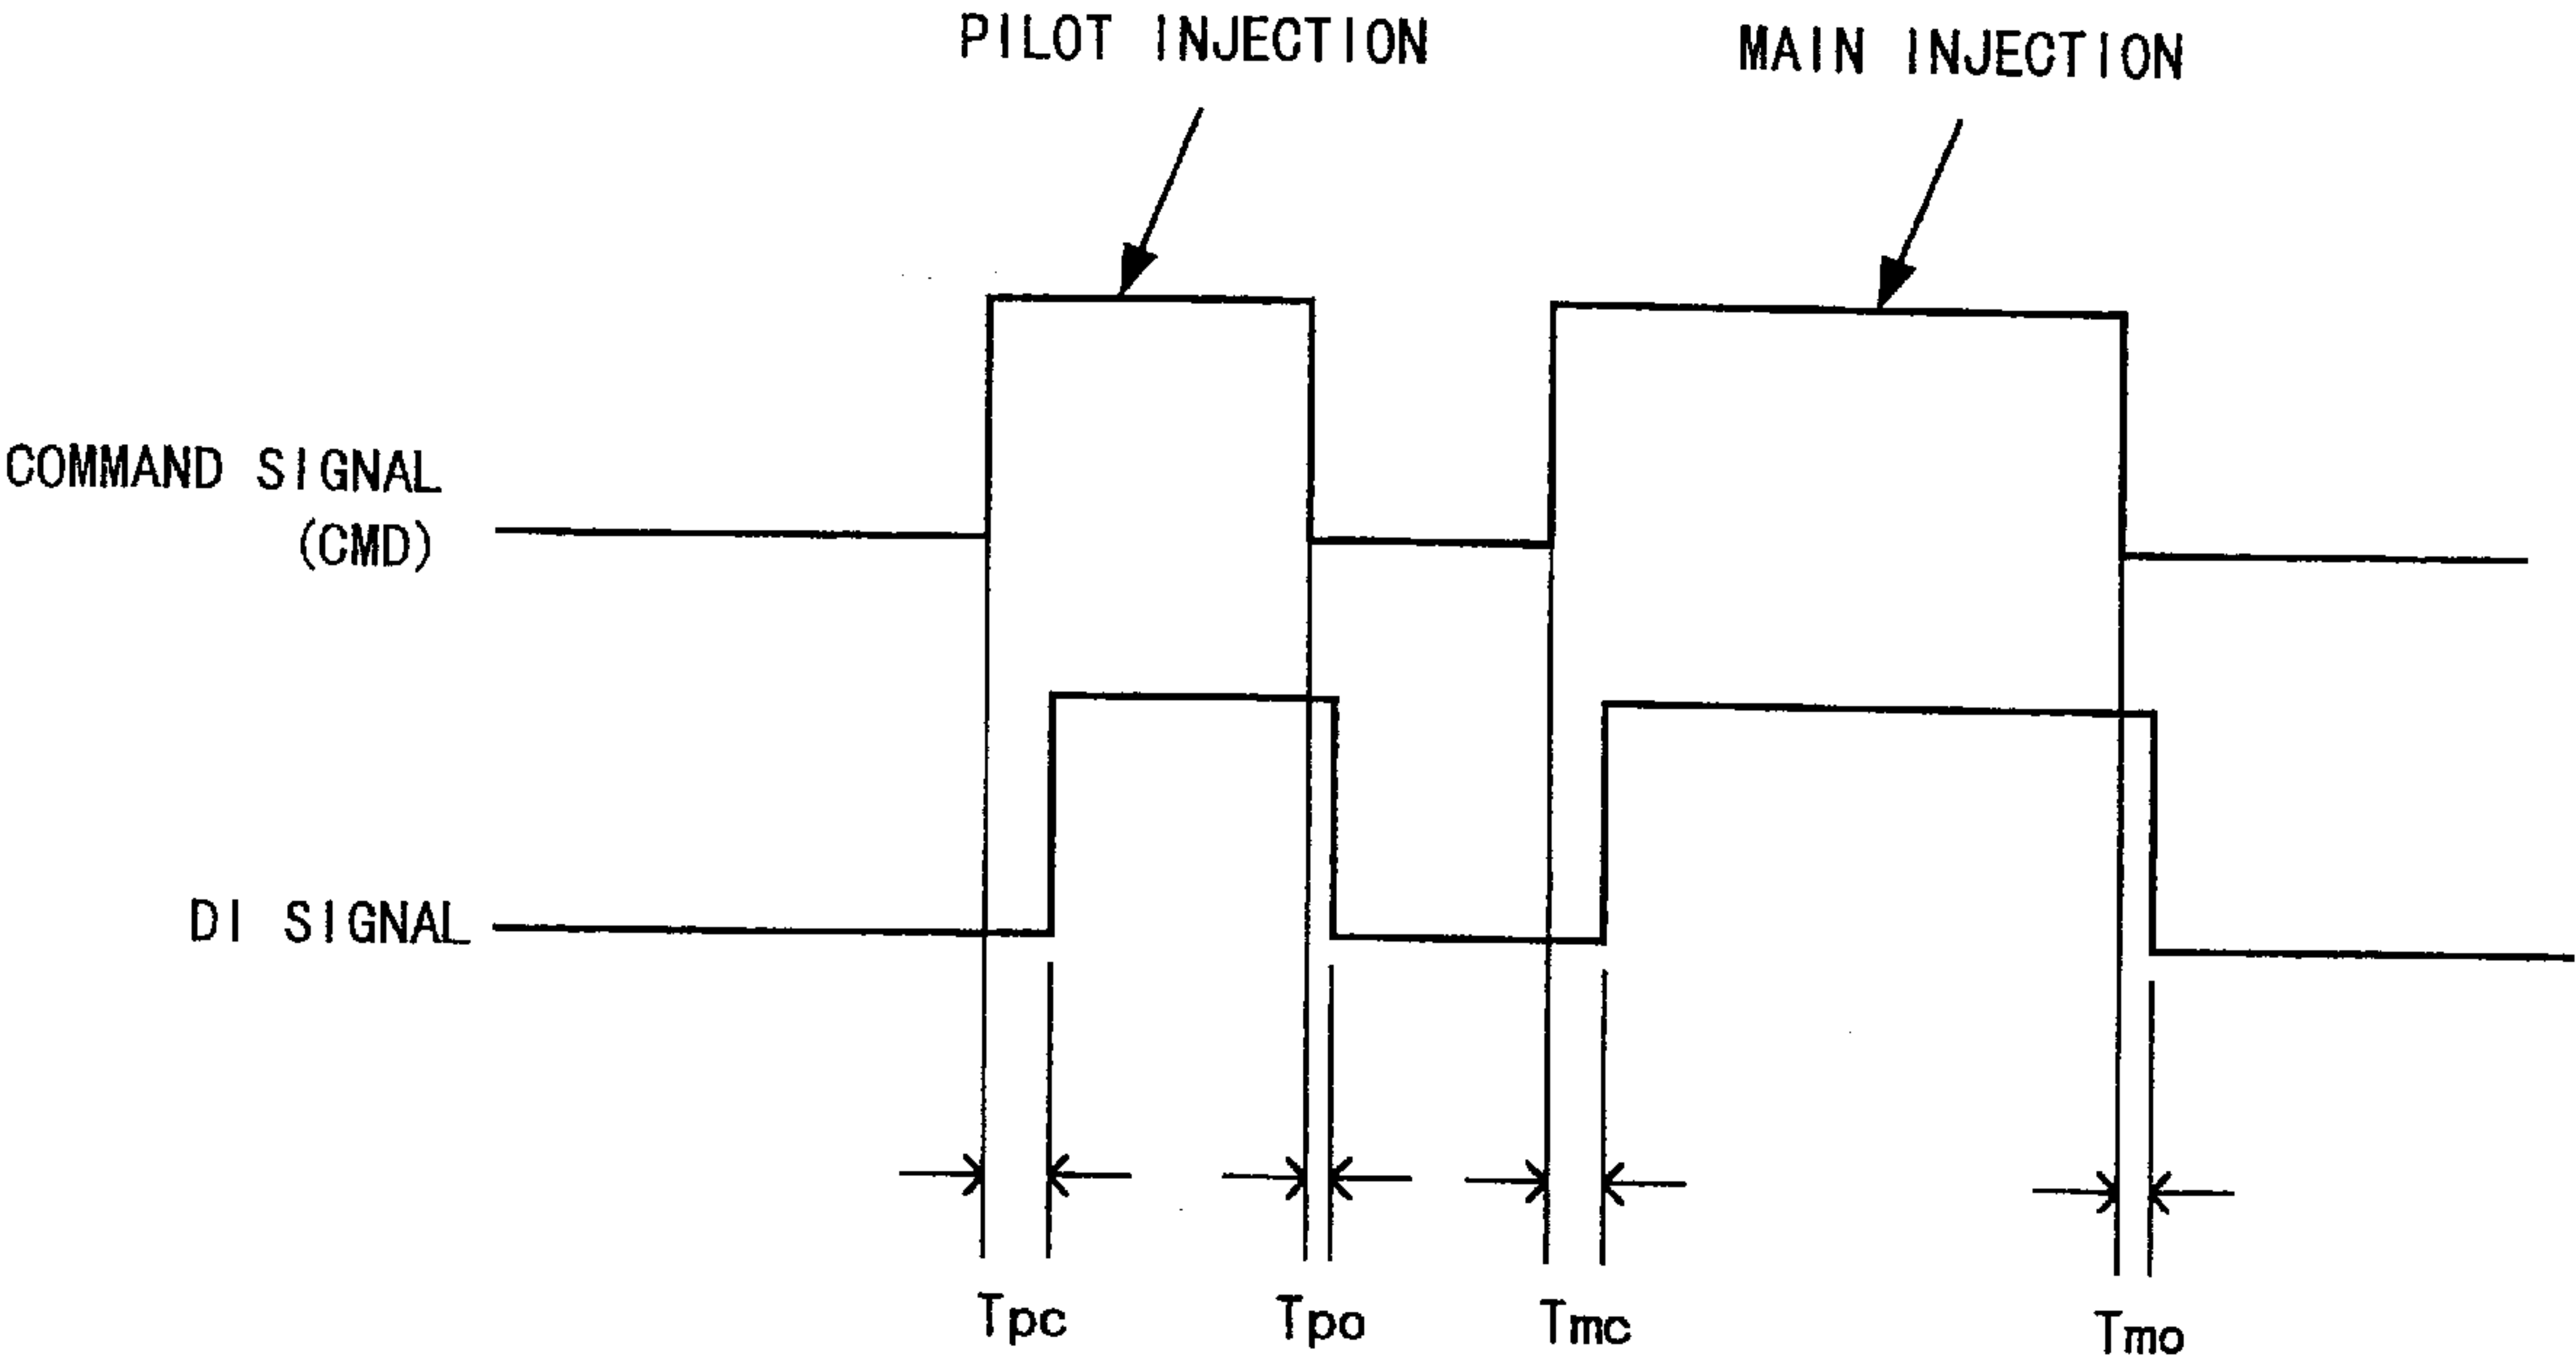 PILOT INJECTION
MAIN INJECTION
COMMAND SIGNAL
(CMD)
DI SIGNAL
Tpc
Tpo
Tmc
Tmo